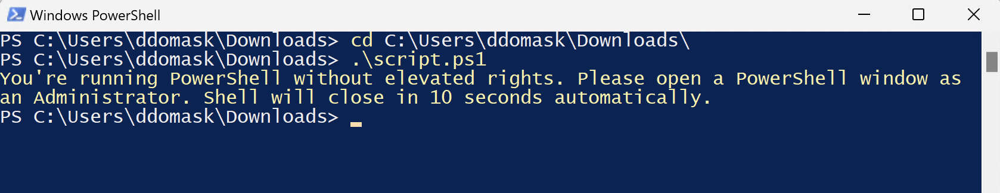 Windows PowerShell
PS C:\Users\ddomask\Downloads> cd C:\Users\ddomask\Downloads\
PS C:\Users\ddomask\Downloads> .\script.ps1
You're running PowerShell without elevated rights. Please open a PowerShell window as
an Administrator. Shell will close in 10 seconds automatically.
PS C:\Users\ddomask\Downloads>